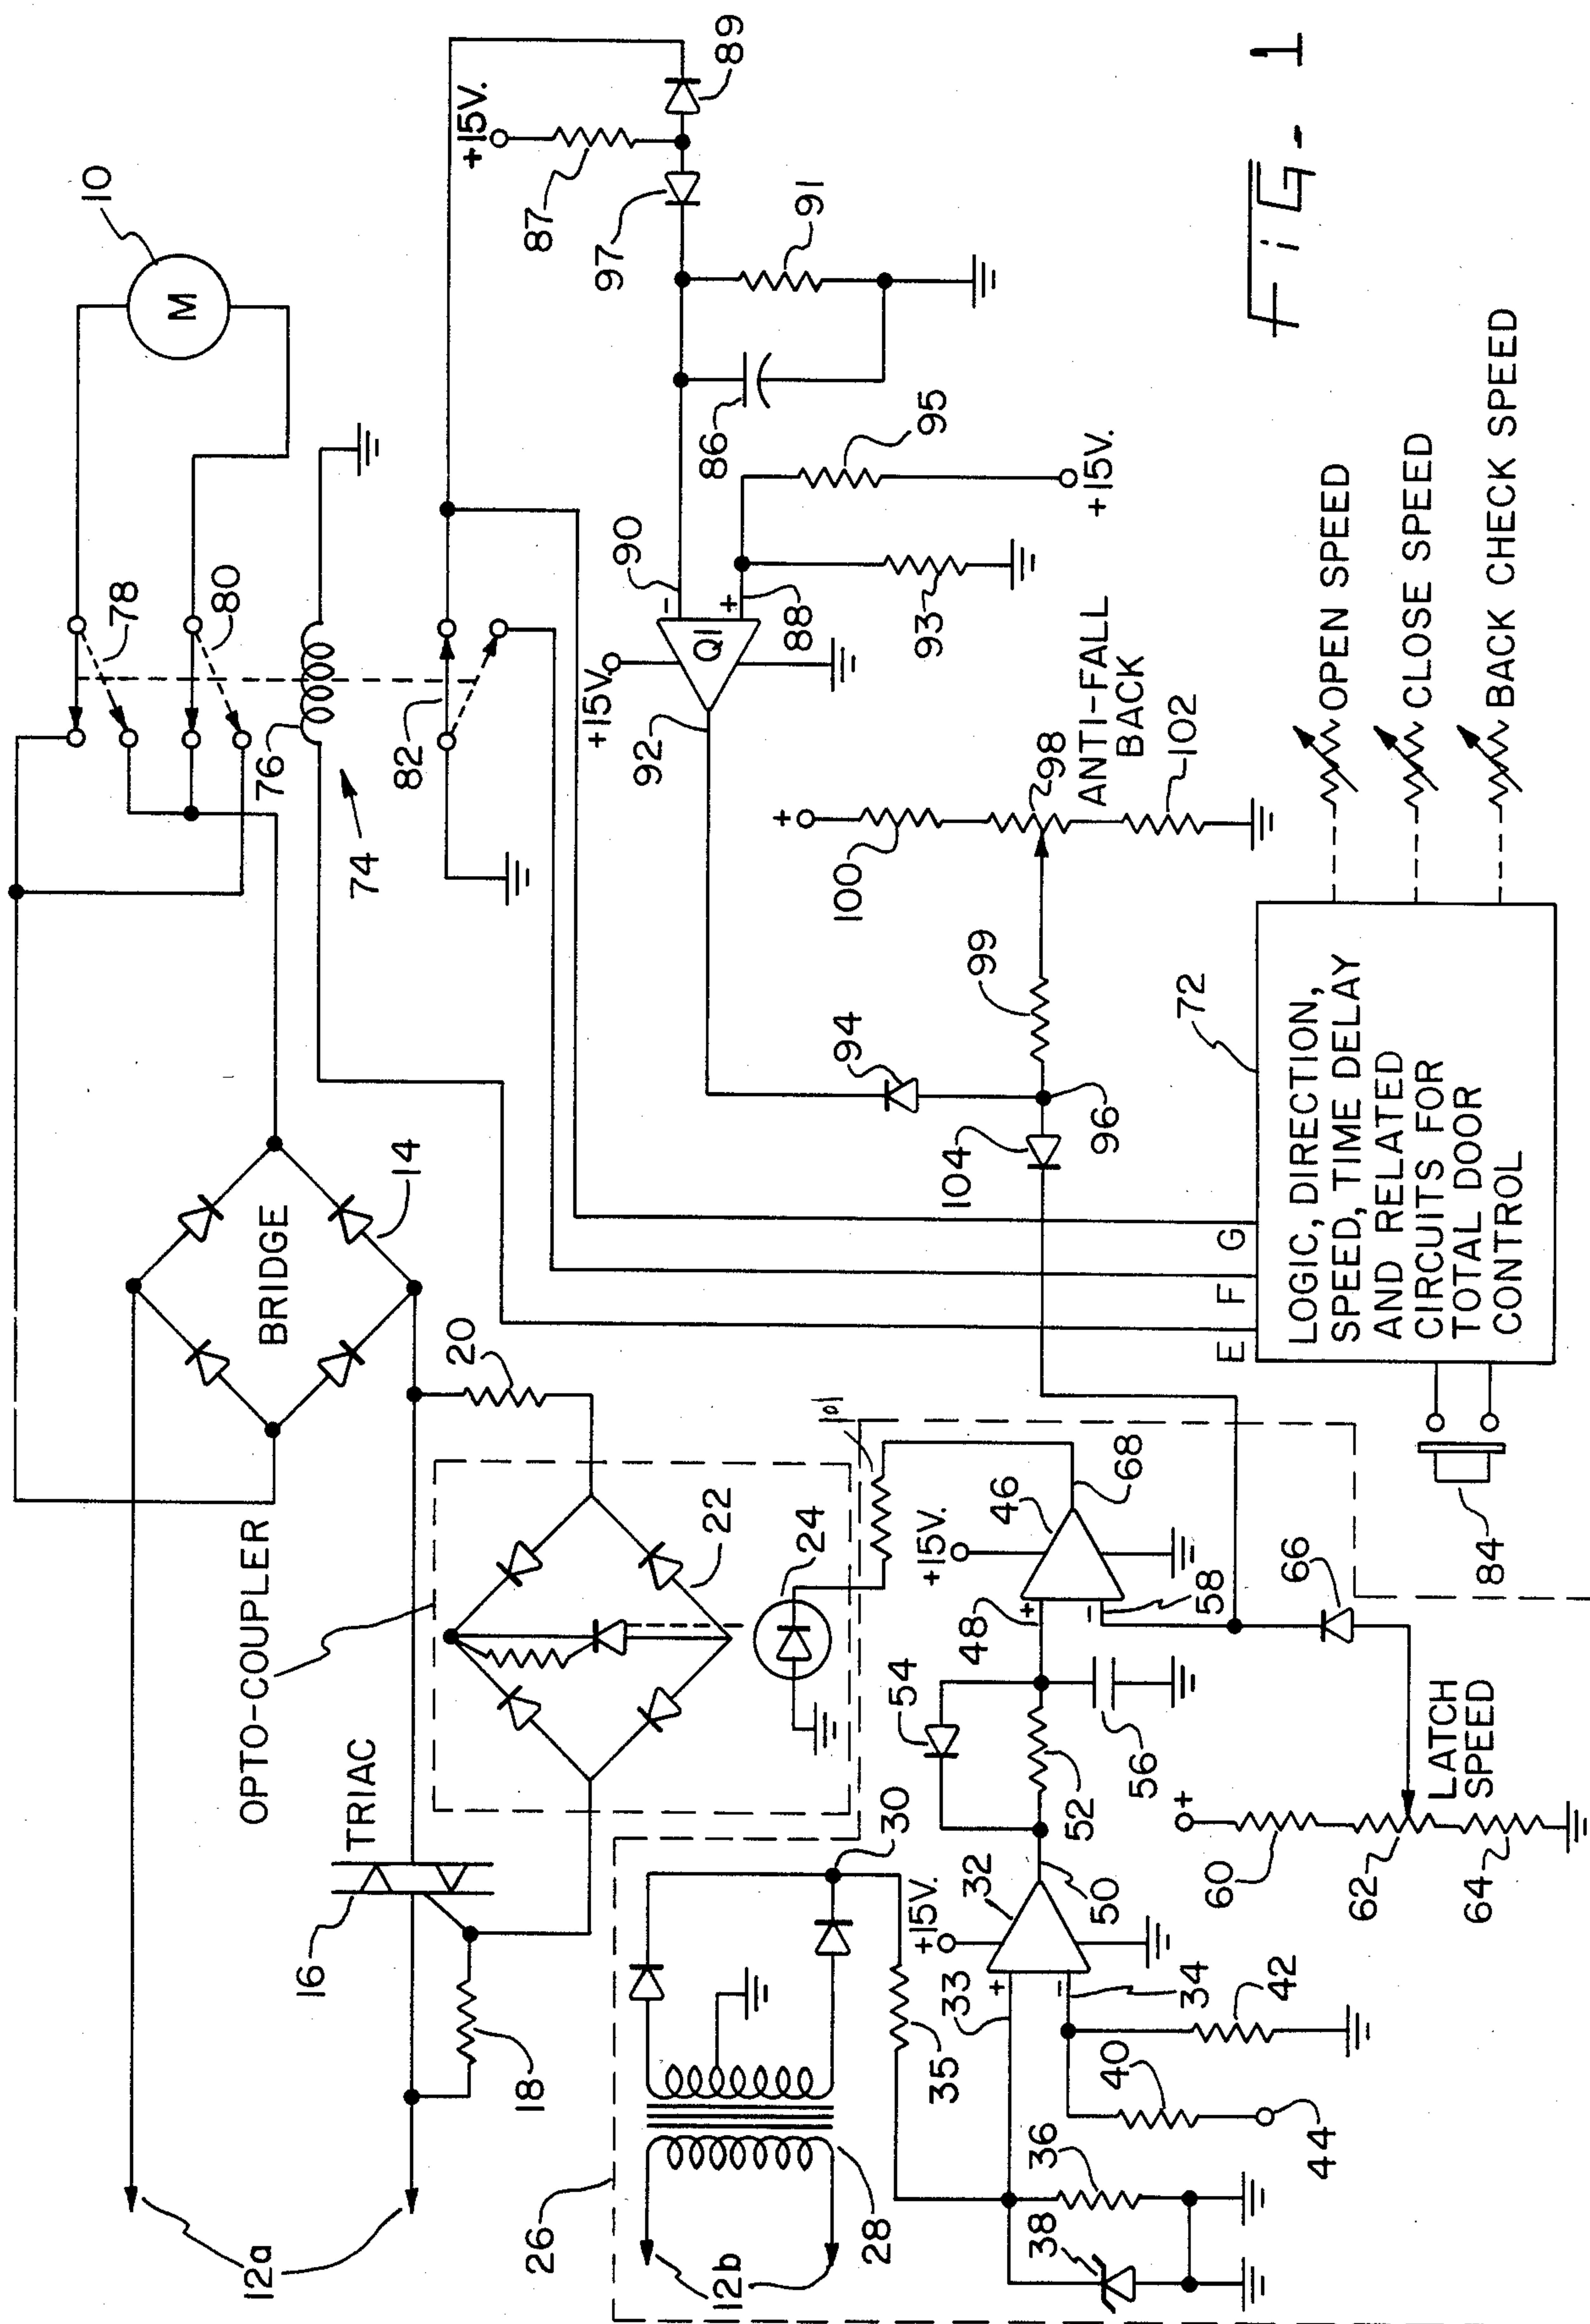 10
M
78
80
76
74
82
+15V.
89
87
97
91
86
90
-
+
Q1
88
+15V.
92
95
93
+15V.
ANTI-FALL
BACK
+
98
100
102
99
94
96
104
BRIDGE
14
20
OPTO-COUPLER
TRIAC
16
18
22
24
12a
101
26
28
12b
30
32
33
+
-
34
35
36
38
40
42
44
+15V.
50
52
54
56
46
48
+
-
58
+15V.
68
66
+
60
62
64
LATCH
SPEED
E F G
72
LOGIC, DIRECTION,
SPEED, TIME DELAY
AND RELATED
CIRCUITS FOR
TOTAL DOOR
CONTROL
84
OPEN SPEED
CLOSE SPEED
BACK CHECK SPEED
FiG- 1